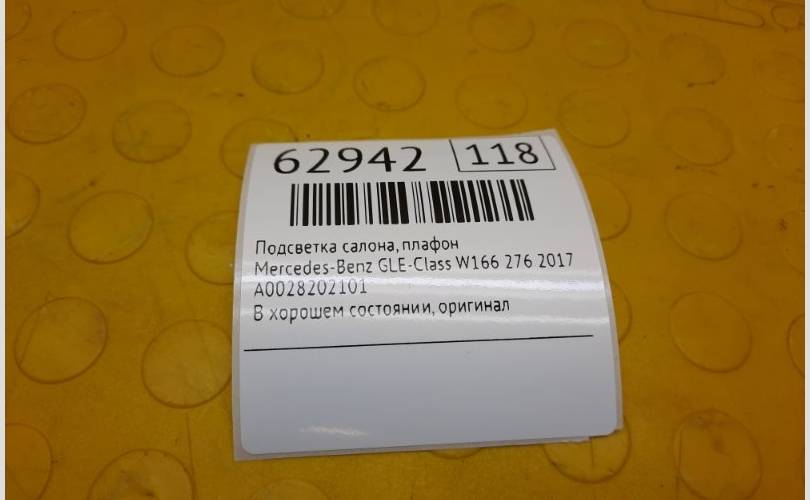 62942 118
Подсветка салона, плафон
Mercedes-Benz GLE-Class W166 276 2017
A0028202101
В хорошем состоянии, оригинал